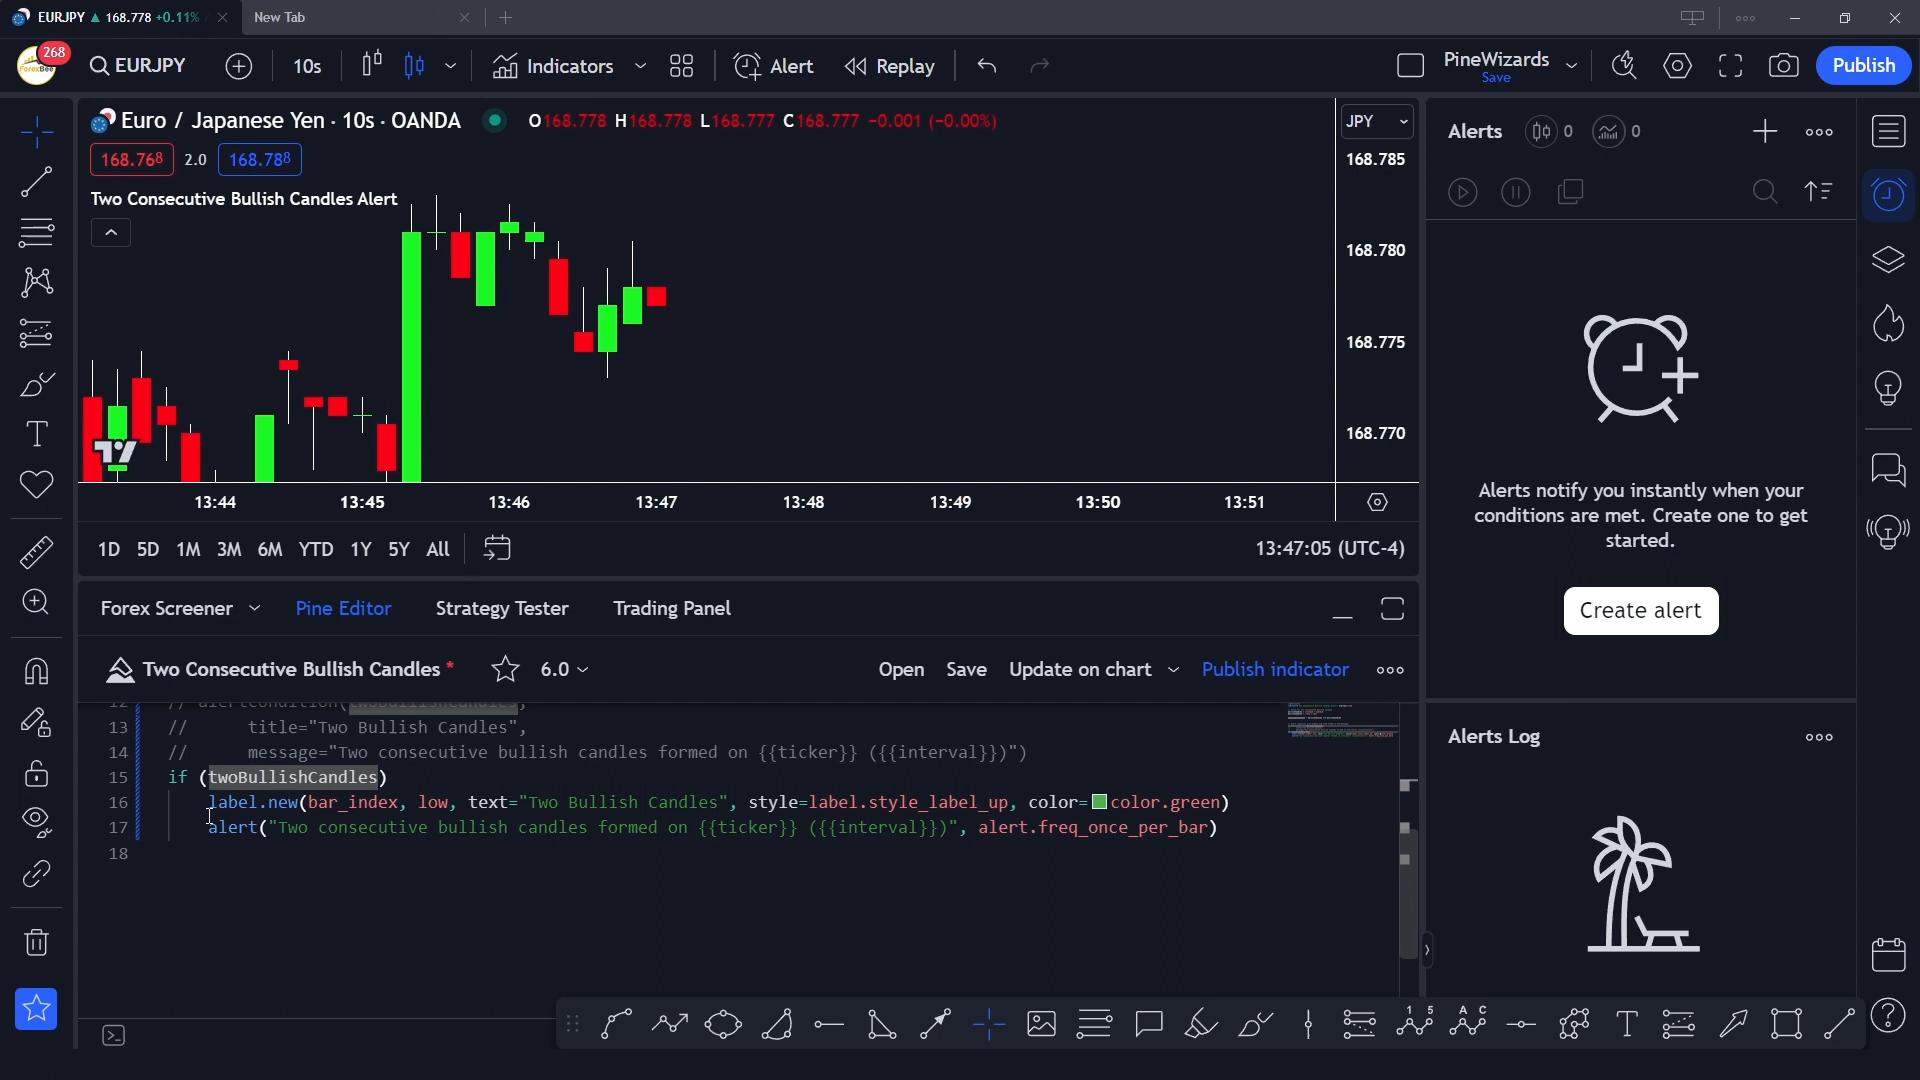 EURJPY ▲ 168.778 +0.11%
New Tab
268
EURJPY
10s
Indicators
Alert
Replay
PineWizards
Save
Publish
Euro / Japanese Yen · 10s · OANDA
O168.778 H168.778 L168.777 C168.777 −0.001 (−0.00%)
168.768
2.0
168.788
Two Consecutive Bullish Candles Alert
JPY
168.785
168.780
168.775
168.770
13:44
13:45
13:46
13:47
13:48
13:49
13:50
13:51
1D 5D 1M 3M 6M YTD 1Y 5Y All
13:47:05 (UTC-4)
Alerts
0
0
Alerts notify you instantly when your
conditions are met. Create one to get
started.
Create alert
Alerts Log
Forex Screener
Pine Editor
Strategy Tester
Trading Panel
Two Consecutive Bullish Candles *
6.0
Open
Save
Update on chart
Publish indicator
12 // alertcondition(twoBullishCandles,
13 // title="Two Bullish Candles",
14 // message="Two consecutive bullish candles formed on {{ticker}} ({{interval}})")
15 if (twoBullishCandles)
16 label.new(bar_index, low, text="Two Bullish Candles", style=label.style_label_up, color=color.green)
17 alert("Two consecutive bullish candles formed on {{ticker}} ({{interval}})", alert.freq_once_per_bar)
18